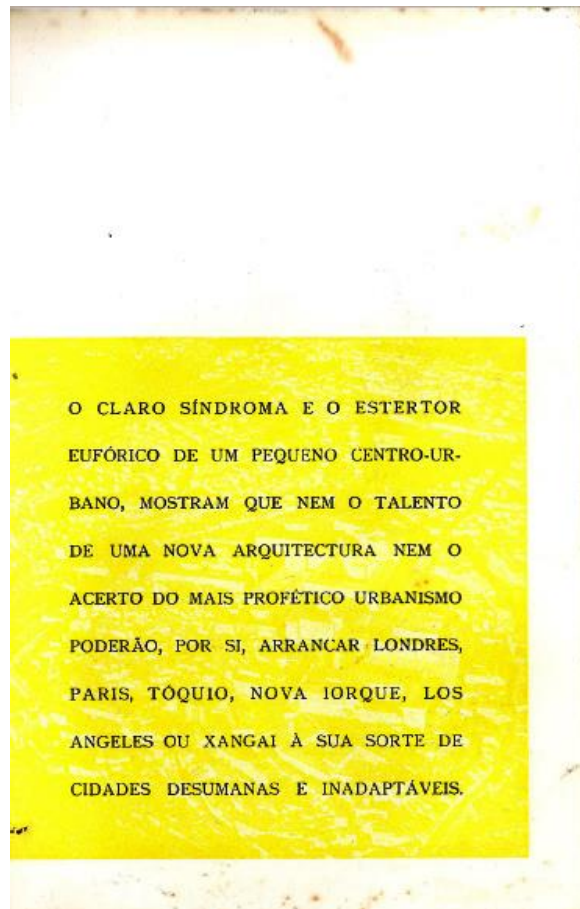 O CLARO SÍNDROMA E O ESTERTOR
EUFÓRICO DE UM PEQUENO CENTRO-UR-
BANO, MOSTRAM QUE NEM O TALENTO
DE UMA NOVA ARQUITECTURA NEM O
ACERTO DO MAIS PROFÉTICO URBANISMO
PODERÃO, POR SI, ARRANCAR LONDRES,
PARIS, TÓQUIO, NOVA IORQUE, LOS
ANGELES OU XANGAI À SUA SORTE DE
CIDADES DESUMANAS E INADAPTÁVEIS.